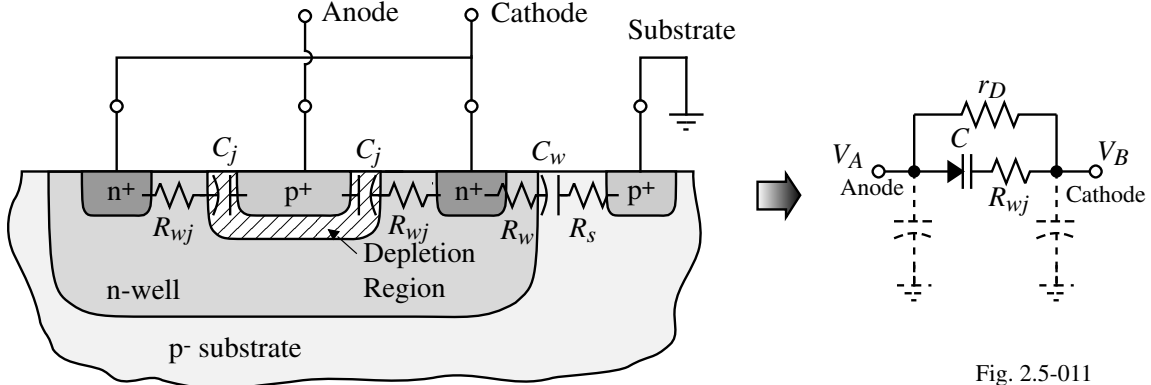 Anode
Cathode
Substrate
C_j
C_j
C_w
n+
p+
n+
p+
R_wj
R_wj
R_w
R_s
Depletion
Region
n-well
p- substrate
r_D
C
V_A
V_B
Anode
R_wj
Cathode
Fig. 2.5-011